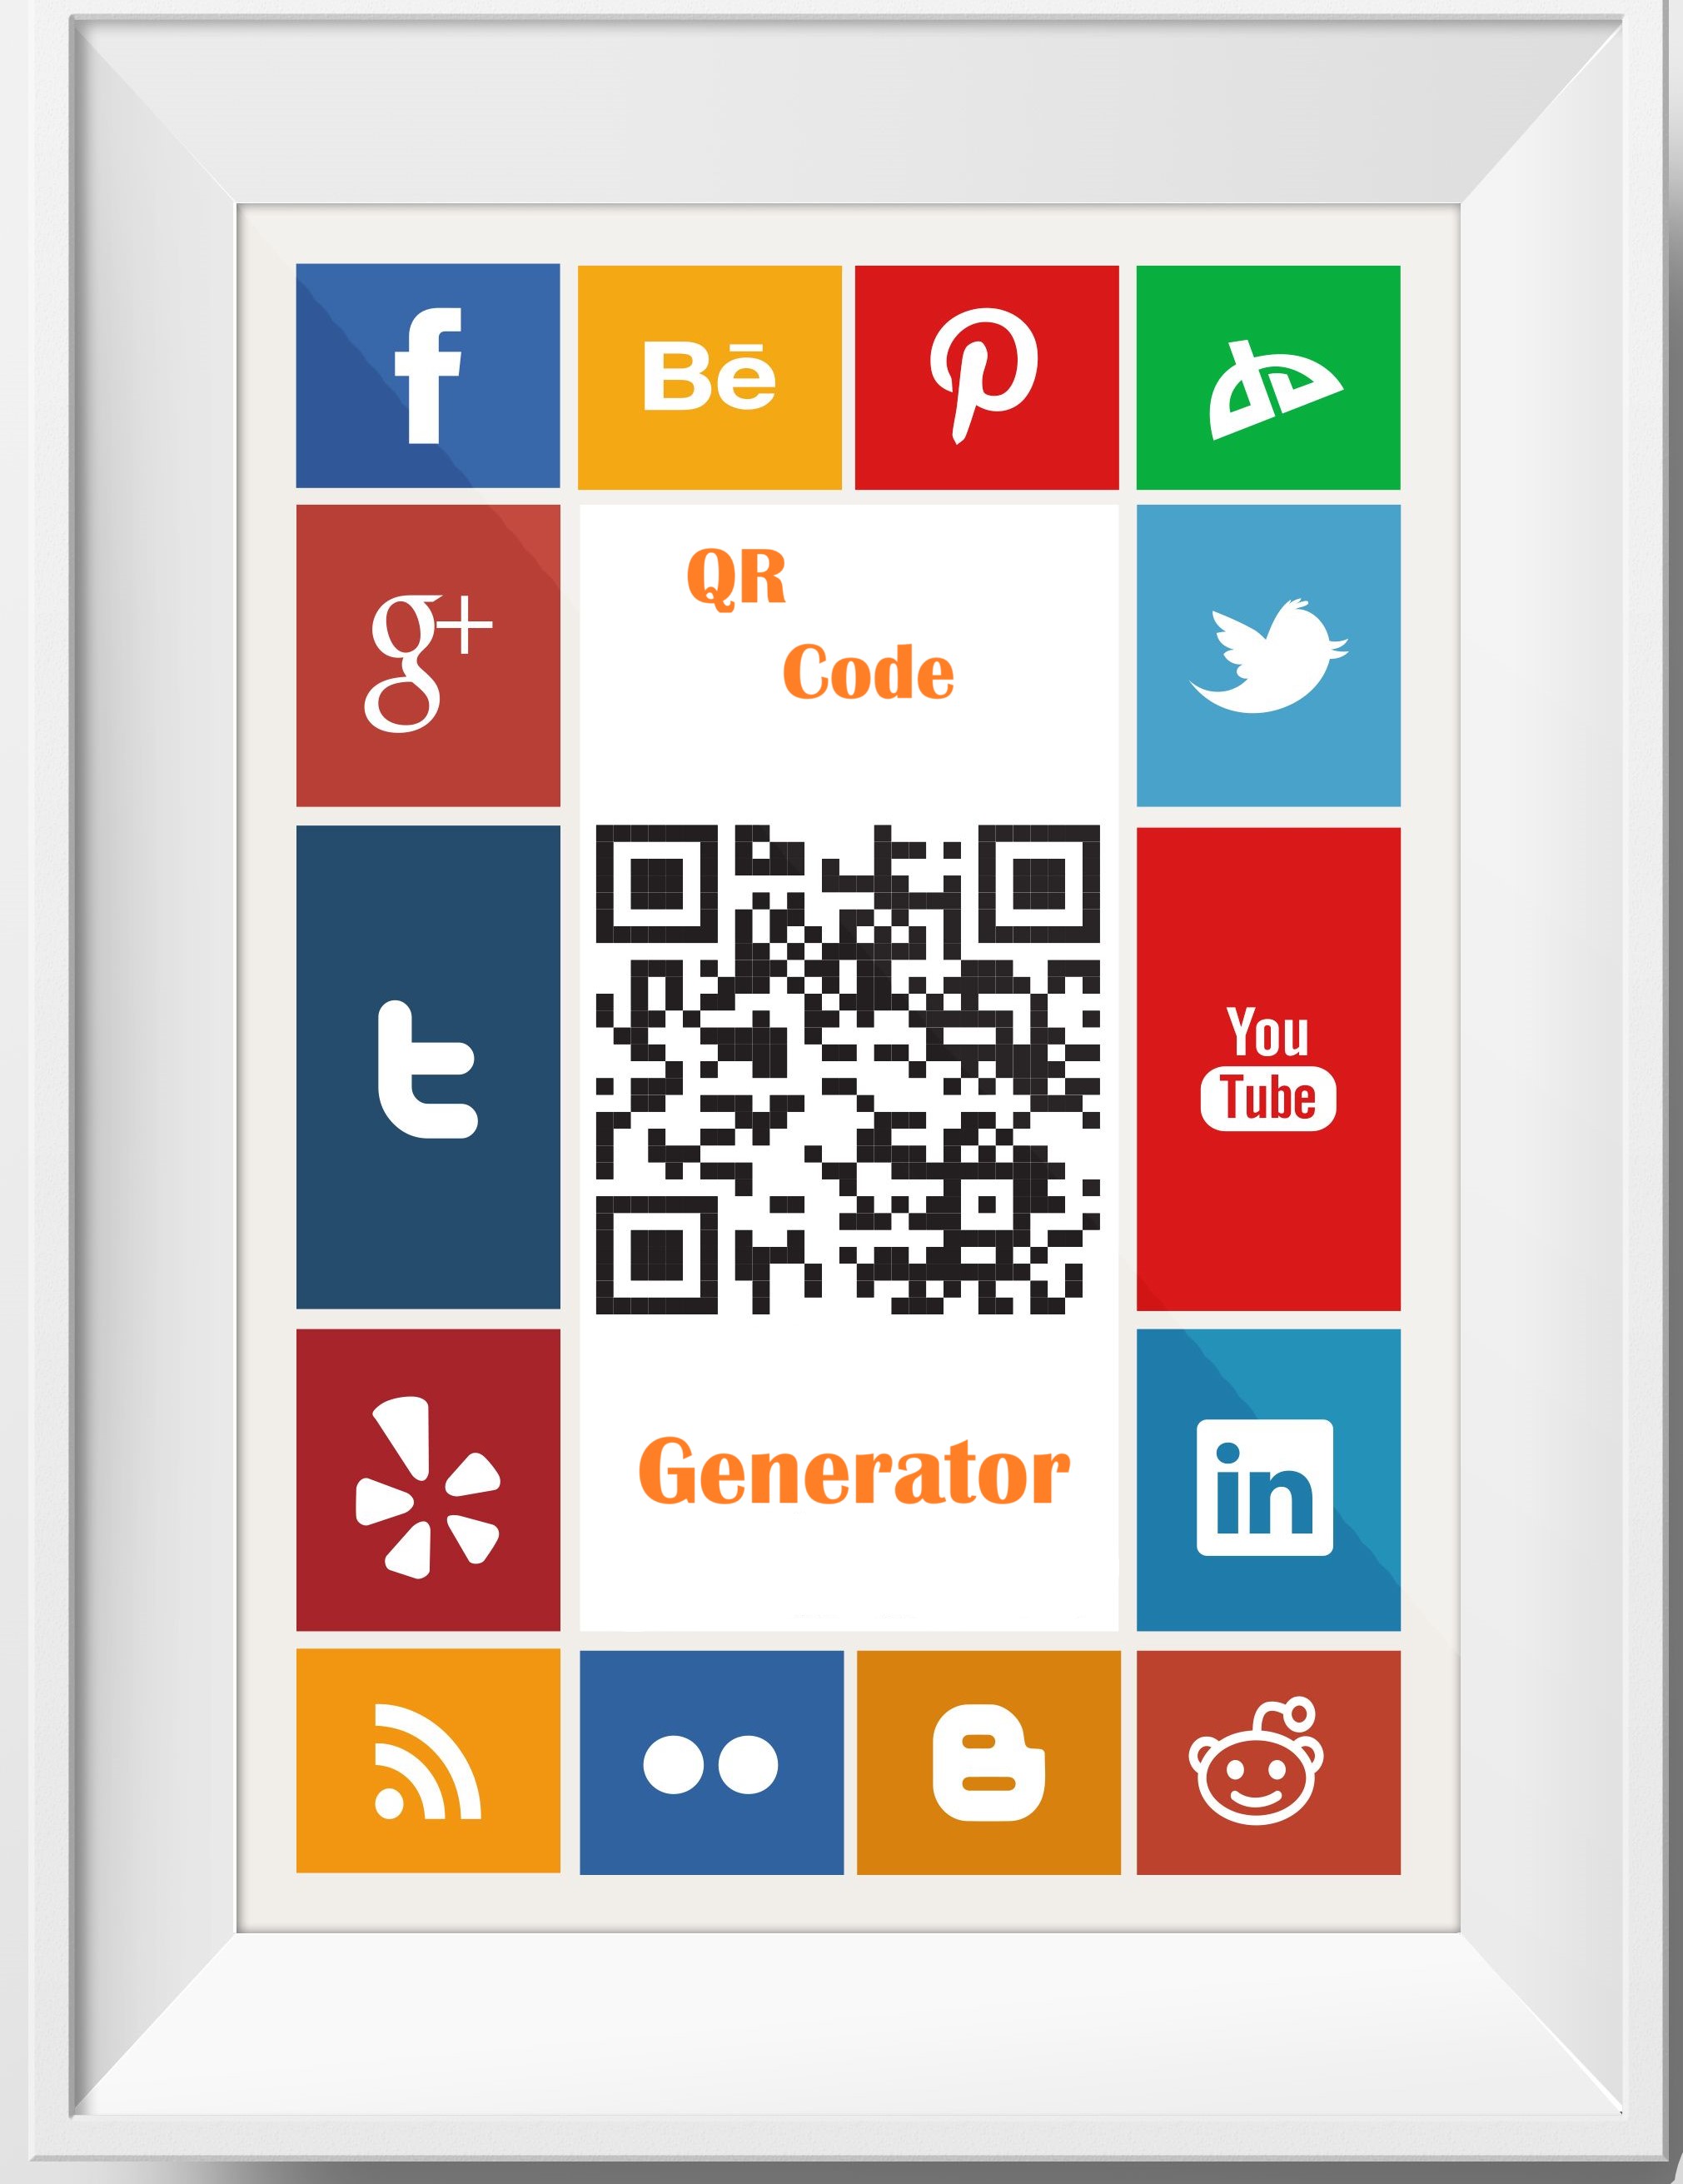 f
Bē
QR
g+
Code
t
You
Tube
Generator
in